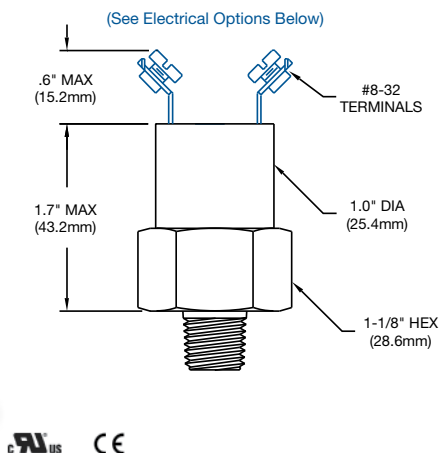 (See Electrical Options Below)
.6" MAX
(15.2mm)
#8-32
TERMINALS
1.7" MAX
(43.2mm)
1.0" DIA
(25.4mm)
1-1/8" HEX
(28.6mm)
c RU us CE